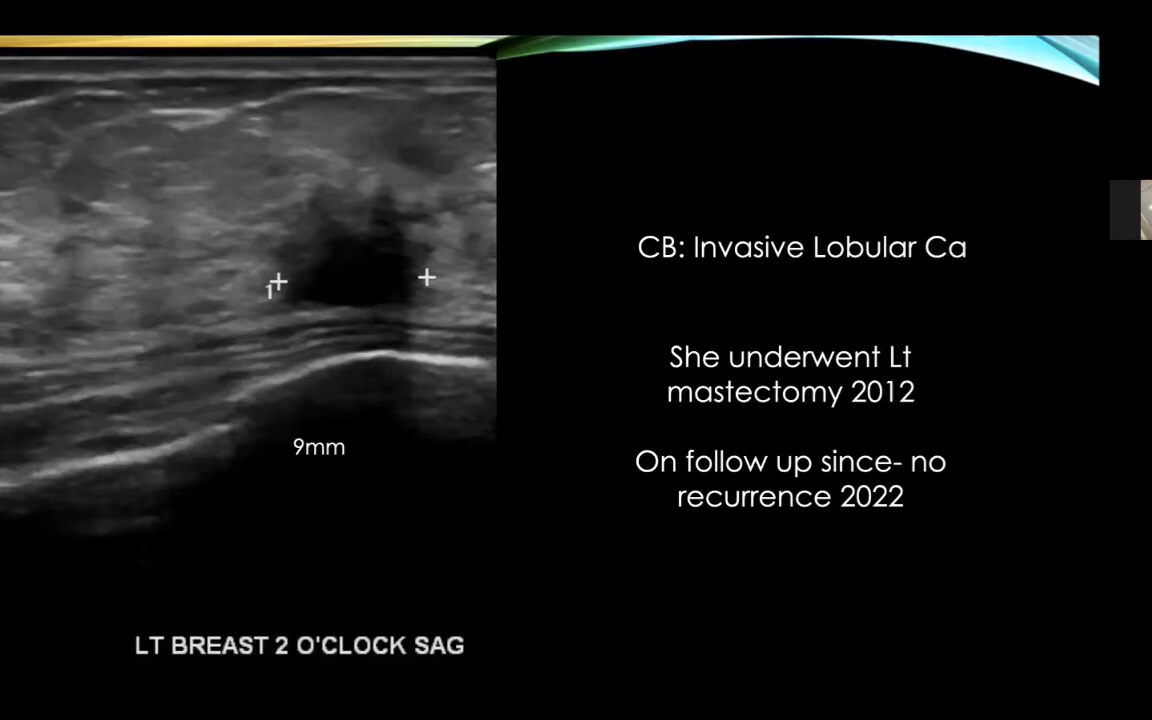 CB: Invasive Lobular Ca
She underwent Lt
mastectomy 2012
On follow up since- no
recurrence 2022
1
9mm
LT BREAST 2 O'CLOCK SAG